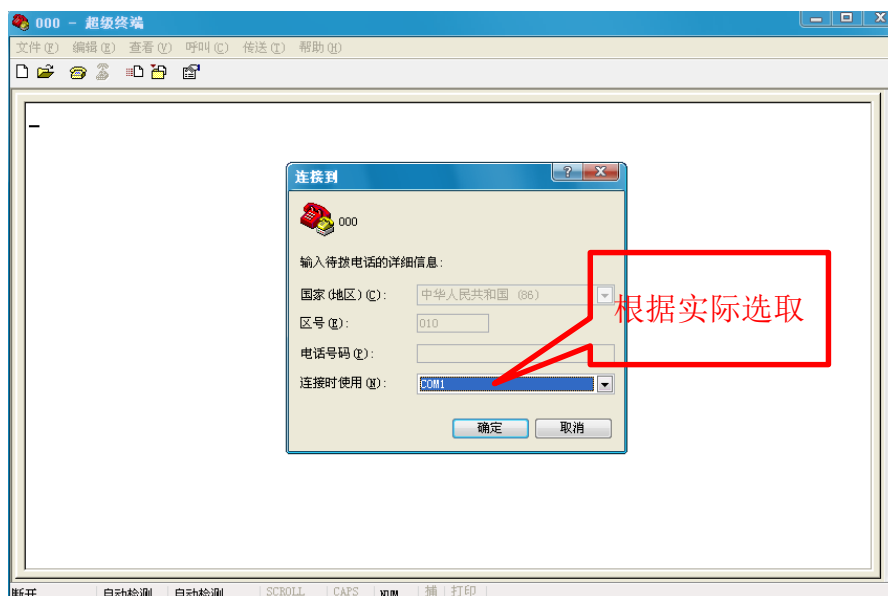 000 - 超级终端
文件(F) 编辑(E) 查看(V) 呼叫(C) 传送(T) 帮助(H)
连接到
000
输入待拨电话的详细信息:
国家(地区)(C): 中华人民共和国 (86)
根据实际选取
区号(E): 010
电话号码(P):
连接时使用(N): COM1
确定 取消
断开 自动检测 自动检测 SCROLL CAPS NUM 捕 打印